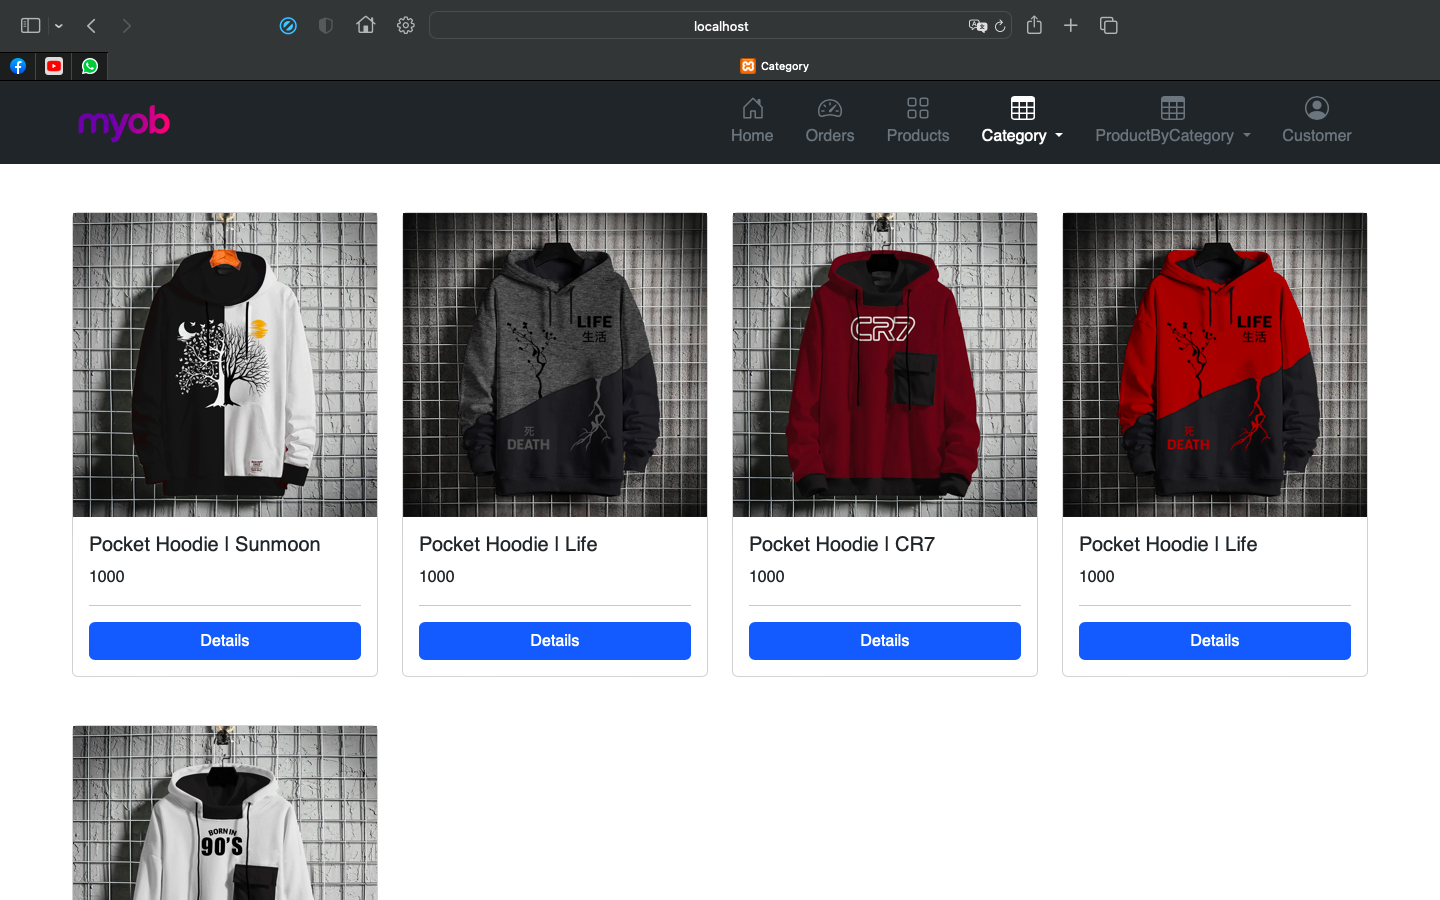 localhost
Category
myob
Home
Orders
Products
Category
ProductByCategory
Customer
LIFE
生活
死
DEATH
CR7
LIFE
生活
死
DEATH
Pocket Hoodie | Sunmoon
1000
Details
Pocket Hoodie | Life
1000
Details
Pocket Hoodie | CR7
1000
Details
Pocket Hoodie | Life
1000
Details
BORN IN
90'S